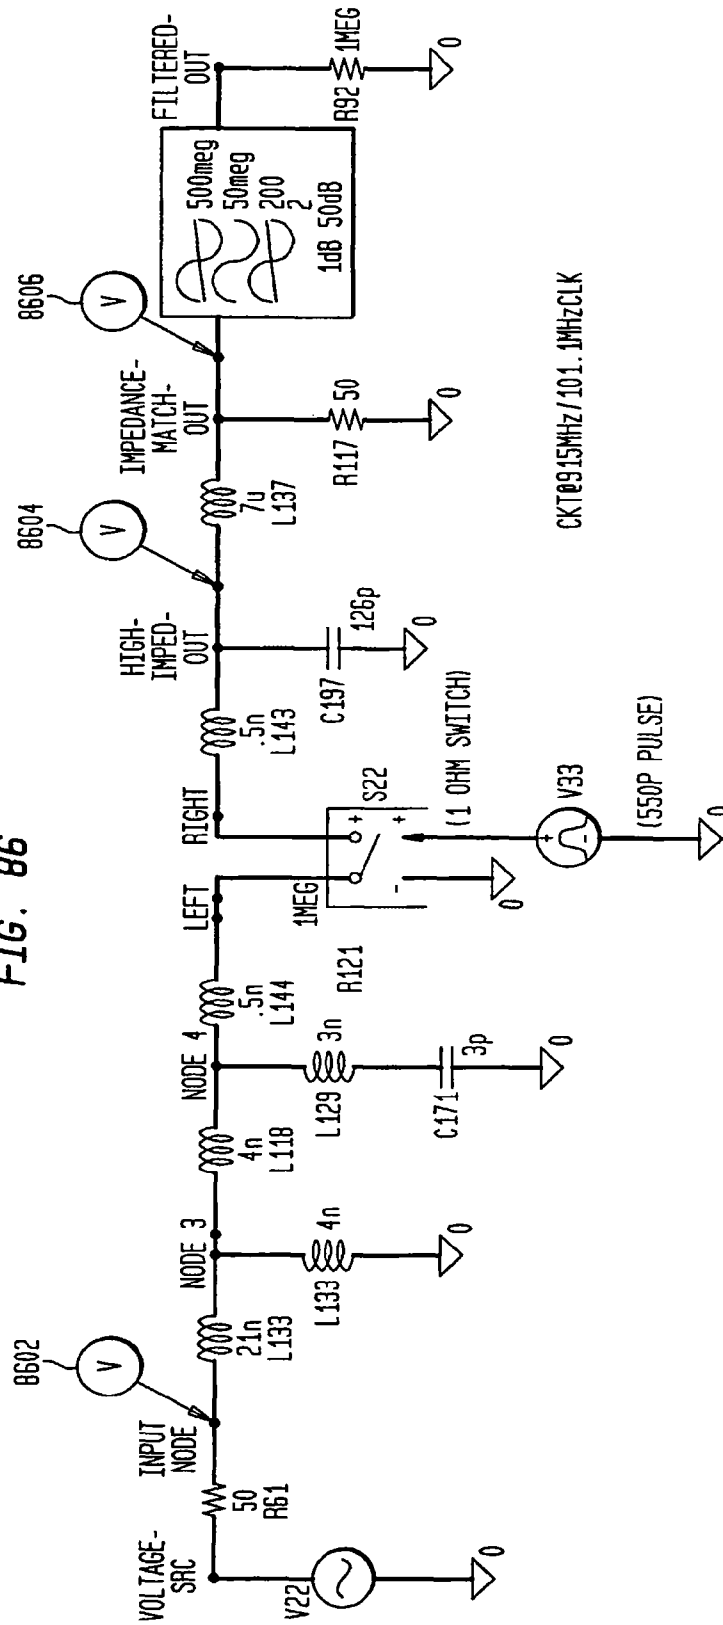 FIG. 86
VOLTAGE-
SRC
V22
0
50
R61
INPUT
NODE
8602
V
21n
L133
NODE 3
4n
L133
0
4n
L118
NODE 4
3n
L129
3p
C171
0
.5n
L144
LEFT
1MEG
R121
RIGHT
S22
+
+
-
0
(1 OHM SWITCH)
+
-
V33
(550P PULSE)
0
.5n
L143
HIGH-
IMPED-
OUT
126p
C197
0
8604
V
7u
L137
IMPEDANCE-
MATCH-
OUT
50
R117
0
8606
V
500meg
50meg
200
2
1dB 50dB
FILTERED-
OUT
1MEG
R92
0
CKT@915MHz/101.1MHzCLK